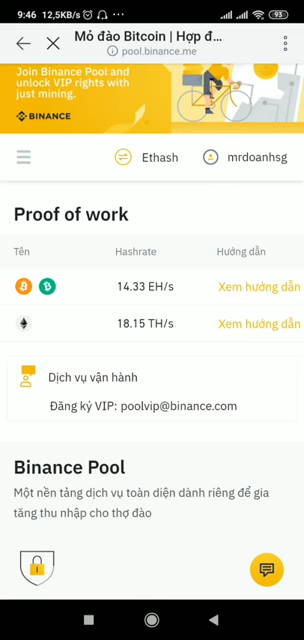 9:46 12,5KB/s 93
Mỏ đào Bitcoin | Hợp đ...
pool.binance.me
Join Binance Pool and
unlock VIP rights with
just mining.
BINANCE
Ethash mrdoanhsg
Proof of work
Tên Hashrate Hướng dẫn
14.33 EH/s Xem hướng dẫn
18.15 TH/s Xem hướng dẫn
Dịch vụ vận hành
Đăng ký VIP: poolvip@binance.com
Binance Pool
Một nền tảng dịch vụ toàn diện dành riêng để gia
tăng thu nhập cho thợ đào